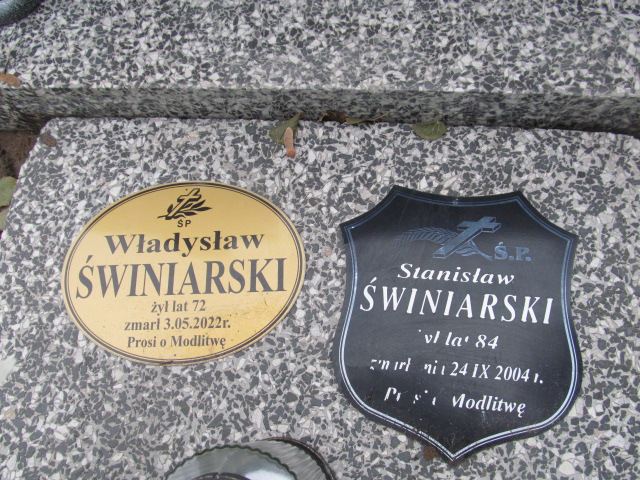 ŚP
Władysław
ŚWINIARSKI
żył lat 72
zmarł 3.05.2022r.
Prosi o Modlitwę
Ś.P.
Stanisław
ŚWINIARSKI
lat 84
24 IX 2004 r.
Modlitwę